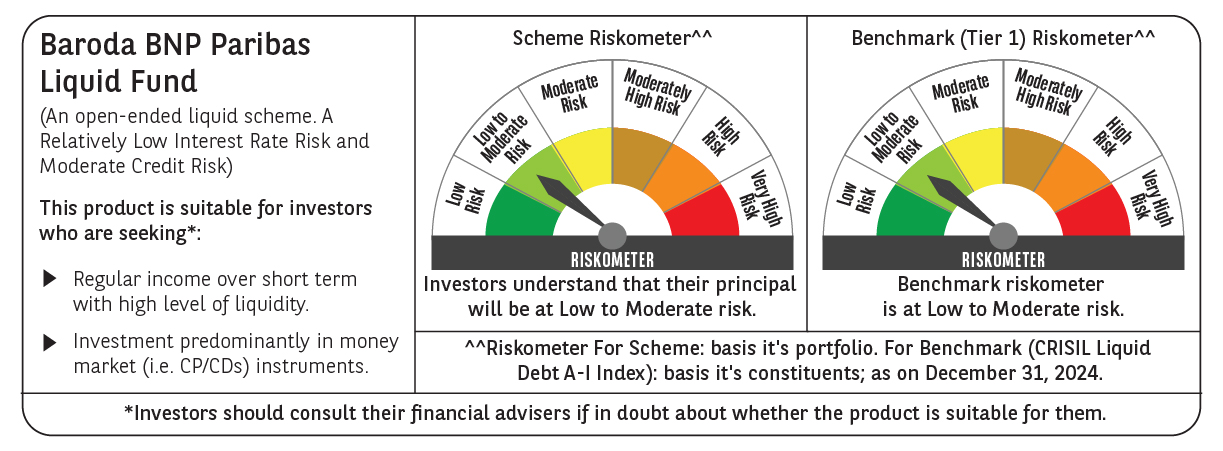 Baroda BNP Paribas
Liquid Fund
(An open-ended liquid scheme. A
Relatively Low Interest Rate Risk and
Moderate Credit Risk)
This product is suitable for investors
who are seeking*:
Regular income over short term
with high level of liquidity.
Investment predominantly in money
market (i.e. CP/CDs) instruments.
Scheme Riskometer^^
Low
Risk
Low to
Moderate
Risk
Moderate
Risk
Moderately
High Risk
High
Risk
Very High
Risk
RISKOMETER
Investors understand that their principal
will be at Low to Moderate risk.
Benchmark (Tier 1) Riskometer^^
Low
Risk
Low to
Moderate
Risk
Moderate
Risk
Moderately
High Risk
High
Risk
Very High
Risk
RISKOMETER
Benchmark riskometer
is at Low to Moderate risk.
^^Riskometer For Scheme: basis it's portfolio. For Benchmark (CRISIL Liquid
Debt A-I Index): basis it's constituents; as on December 31, 2024.
*Investors should consult their financial advisers if in doubt about whether the product is suitable for them.